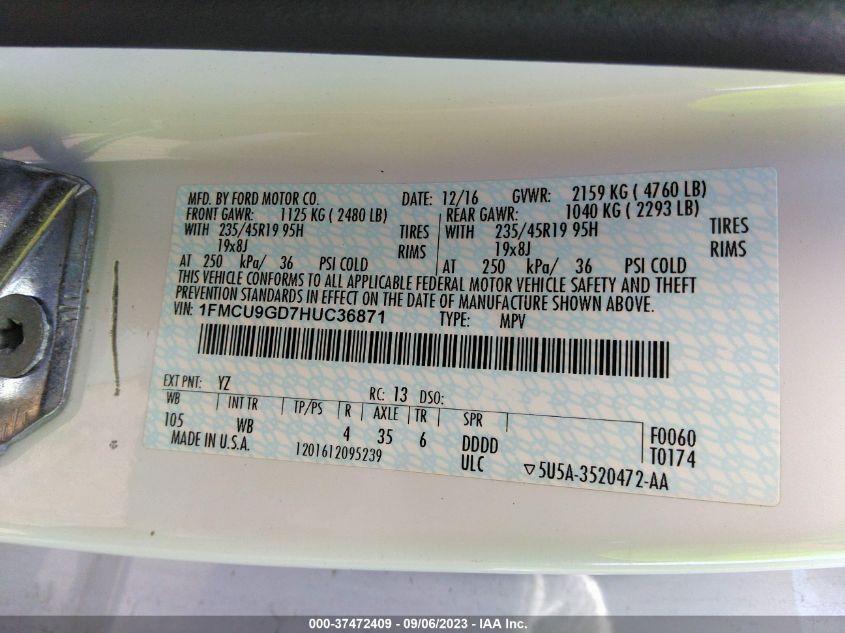 MFD. BY FORD MOTOR CO. DATE: 12/16 GVWR: 2159 KG ( 4760 LB)
FRONT GAWR: 1125 KG ( 2480 LB) REAR GAWR: 1040 KG ( 2293 LB)
WITH 235/45R19 95H TIRES WITH 235/45R19 95H TIRES
19x8J RIMS 19x8J RIMS
AT 250 kPa/ 36 PSI COLD AT 250 kPa/ 36 PSI COLD
THIS VEHICLE CONFORMS TO ALL APPLICABLE FEDERAL MOTOR VEHICLE SAFETY AND THEFT
PREVENTION STANDARDS IN EFFECT ON THE DATE OF MANUFACTURE SHOWN ABOVE.
VIN: 1FMCU9GD7HUC36871 TYPE: MPV
EXT PNT: YZ RC: 13 DSO:
WB INT TR TP/PS R AXLE TR SPR
105 WB 4 35 6 DDDD F0060
MADE IN U.S.A. 1201612095239 ULC T0174
▽5U5A-3520472-AA
000-37472409 - 09/06/2023 - IAA Inc.